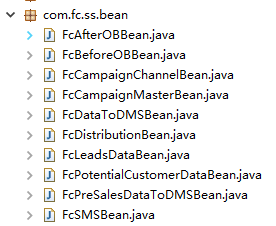 com.fc.ss.bean
FcAfterOBBean.java
FcBeforeOBBean.java
FcCampaignChannelBean.java
FcCampaignMasterBean.java
FcDataToDMSBean.java
FcDistributionBean.java
FcLeadsDataBean.java
FcPotentialCustomerDataBean.java
FcPreSalesDataToDMSBean.java
FcSMSBean.java